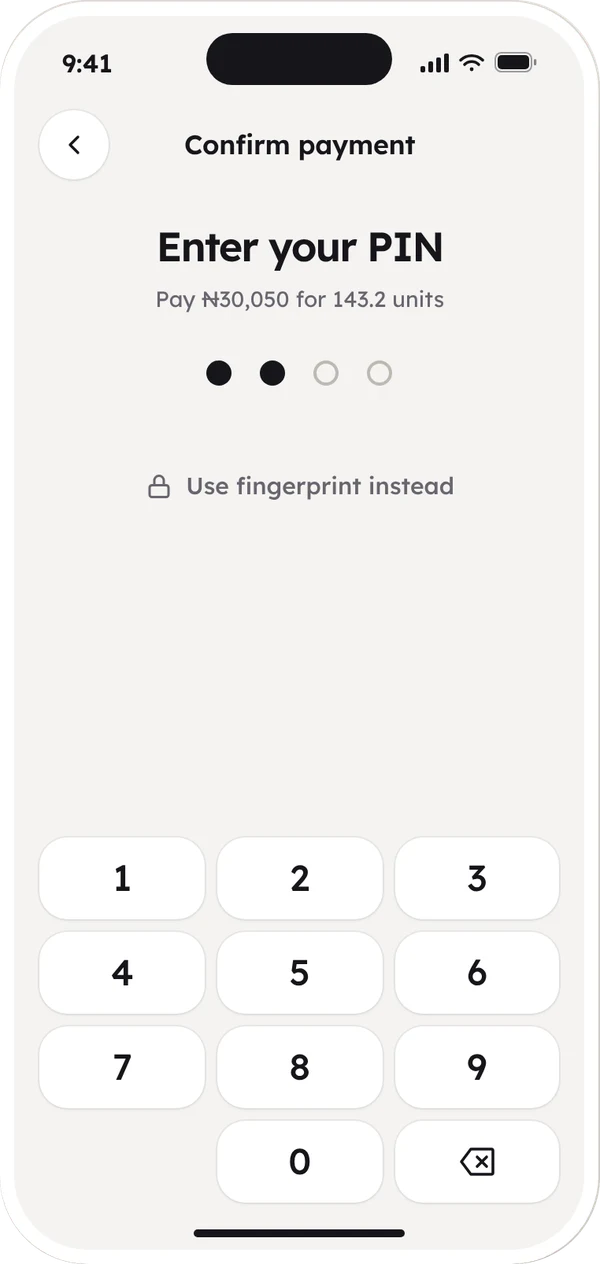 9:41
Confirm payment
Enter your PIN
Pay ₦30,050 for 143.2 units
Use fingerprint instead
1 2 3
4 5 6
7 8 9
0